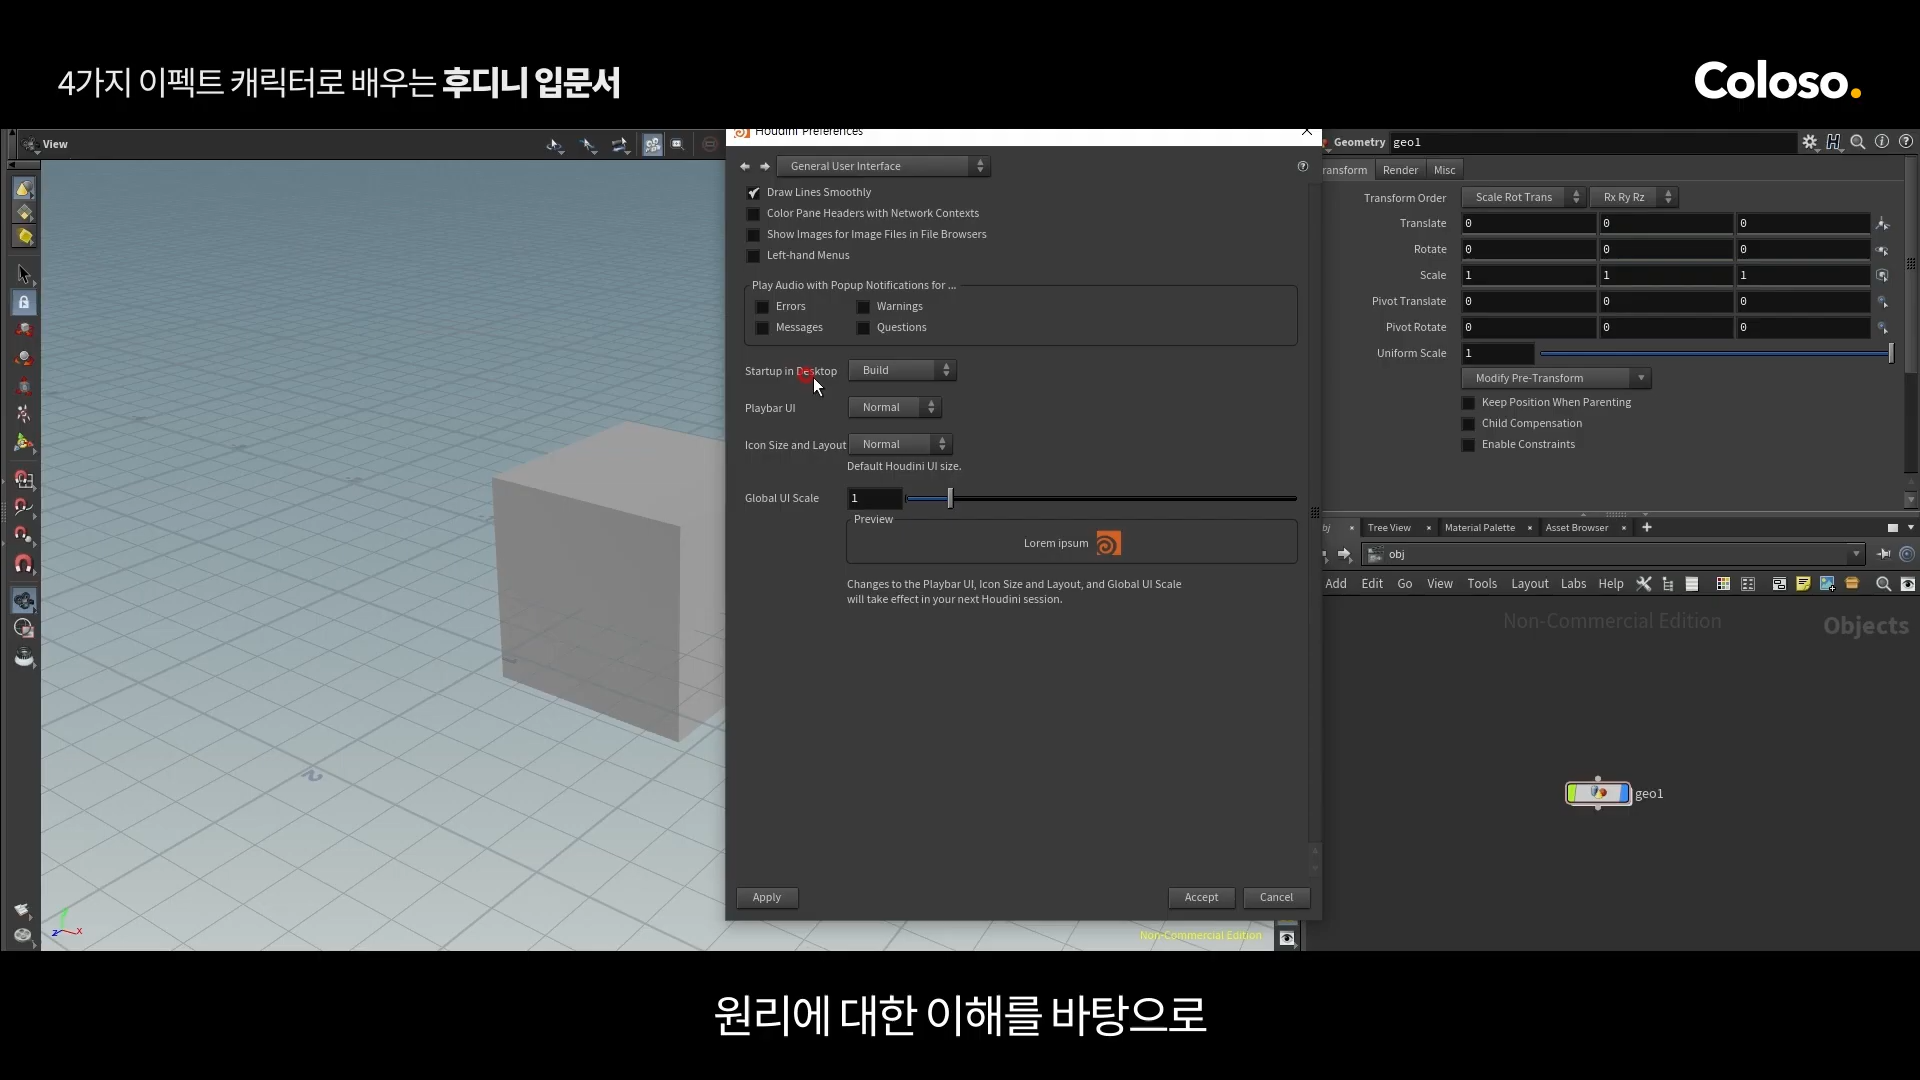 4가지 이펙트 캐릭터로 배우는 후디니 입문서
Coloso.
View
Houdini Preferences
General User Interface
Draw Lines Smoothly
Color Pane Headers with Network Contexts
Show Images for Image Files in File Browsers
Left-hand Menus
Play Audio with Popup Notifications for ...
Errors Warnings
Messages Questions
Startup in Desktop Build
Playbar UI Normal
Icon Size and Layout Normal
Default Houdini UI size.
Global UI Scale 1
Preview
Lorem ipsum
Changes to the Playbar UI, Icon Size and Layout, and Global UI Scale
will take effect in your next Houdini session.
Apply Accept Cancel
Non-Commercial Edition
Geometry geo1
ransform Render Misc
Transform Order Scale Rot Trans Rx Ry Rz
Translate 0 0 0
Rotate 0 0 0
Scale 1 1 1
Pivot Translate 0 0 0
Pivot Rotate 0 0 0
Uniform Scale 1
Modify Pre-Transform
Keep Position When Parenting
Child Compensation
Enable Constraints
bj Tree View Material Palette Asset Browser
obj
Add Edit Go View Tools Layout Labs Help
Non-Commercial Edition
Objects
geo1
z x
원리에 대한 이해를 바탕으로